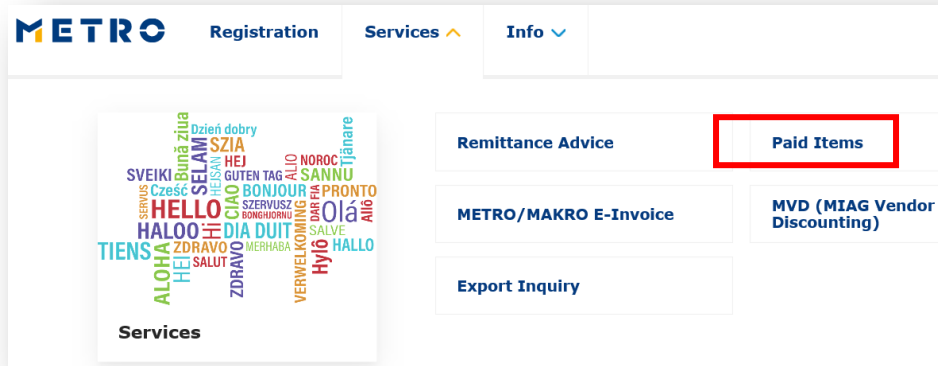 METRO
Registration
Services
Info
Bună ziua
Dzień dobry
SELAM
SZIA
Tjänare
HEJ
HEJSAN
ALIO
NOROC
SVEIKI
GUTEN TAG
SANNU
SERVUS
Cześć
CIAO
BONJOUR
DAR FIA
PRONTO
HELLO
SZERVUSZ
BONGHJORNU
Olá
Allô
HALOO
HI
DIA DUIT
SALVE
TIENS
ZDRAVO
MERHABA
HALLO
ALOHA
HEI
SALUT
ZDRAVO
VERWELKOMING
Hylô
Services
Remittance Advice
Paid Items
METRO/MAKRO E-Invoice
MVD (MIAG Vendor
Discounting)
Export Inquiry